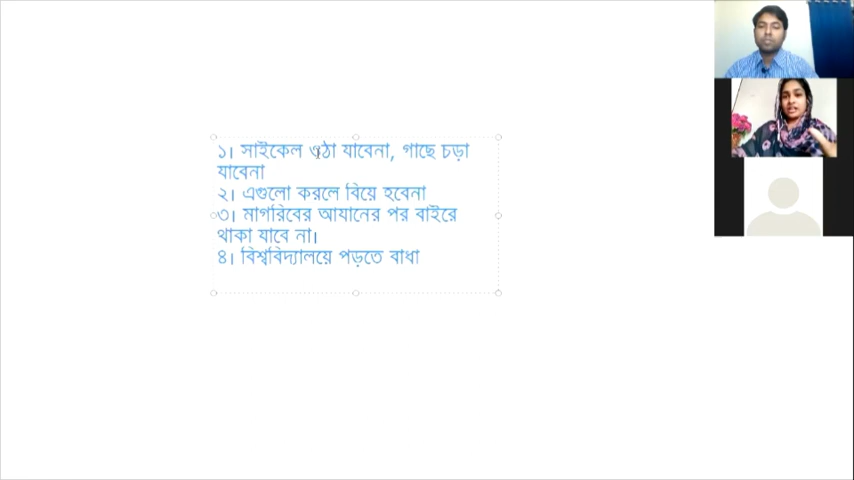 ১। সাইকেল ওঠা যাবেনা, গাছে চড়া
যাবেনা
২। এগুলো করলে বিয়ে হবেনা
৩। মাগরিবের আযানের পর বাইরে
থাকা যাবে না।
৪। বিশ্ববিদ্যালয়ে পড়তে বাধা